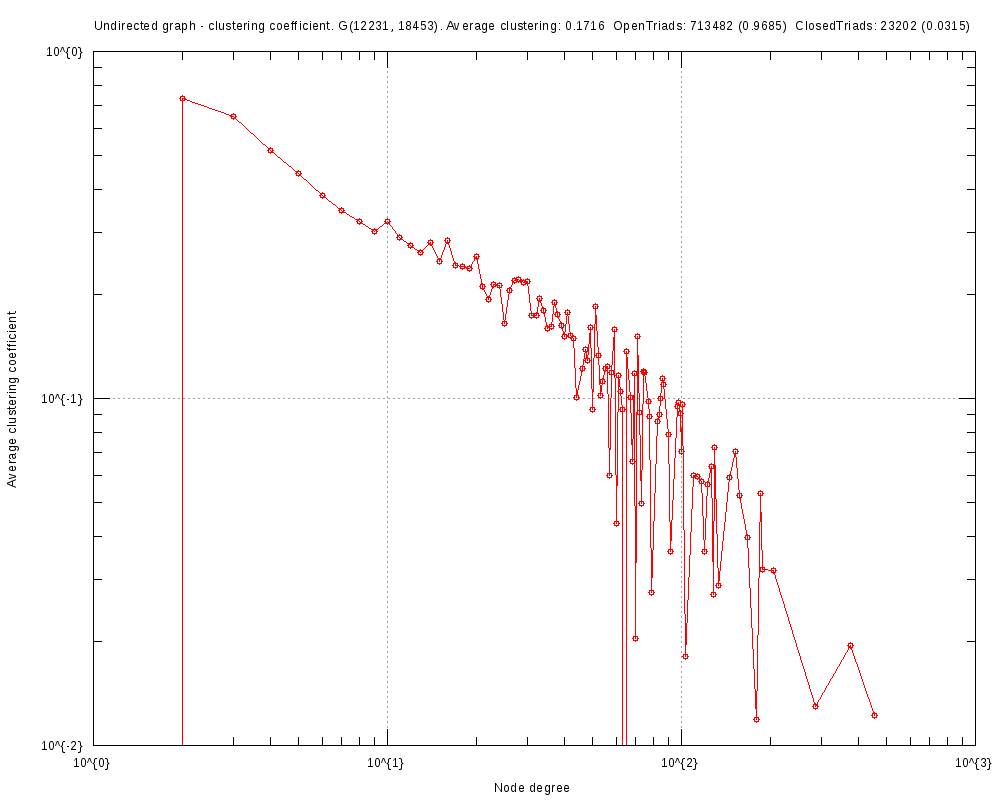 Undirected graph - clustering coefficient. G(12231, 18453). Average clustering: 0.1716 OpenTriads: 713482 (0.9685) ClosedTriads: 23202 (0.0315)
10^{0}
Average clustering coefficient
10^{-1}
10^{-2}
10^{0} 10^{1} 10^{2} 10^{3}
Node degree